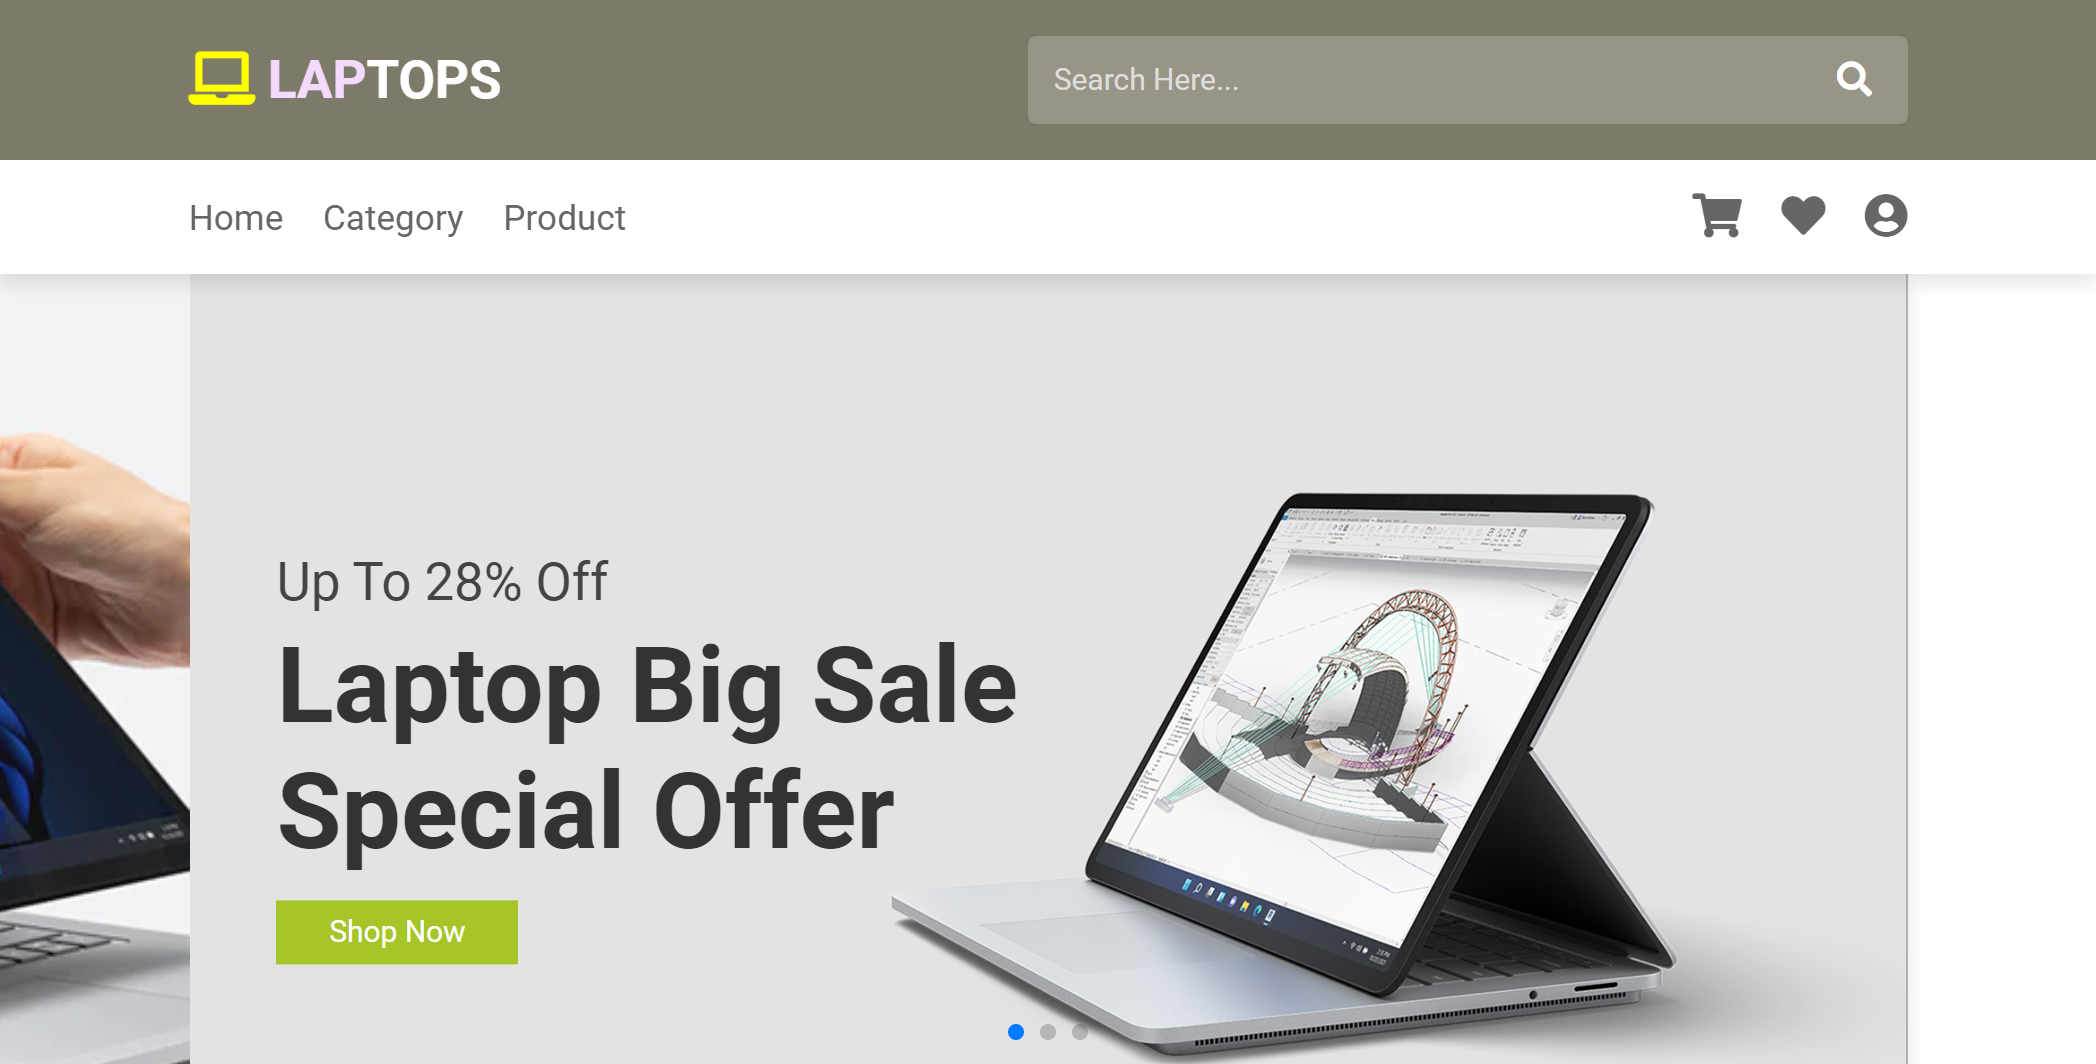 LAPTOPS
Search Here...
Home Category Product
Up To 28% Off
Laptop Big Sale
Special Offer
Shop Now